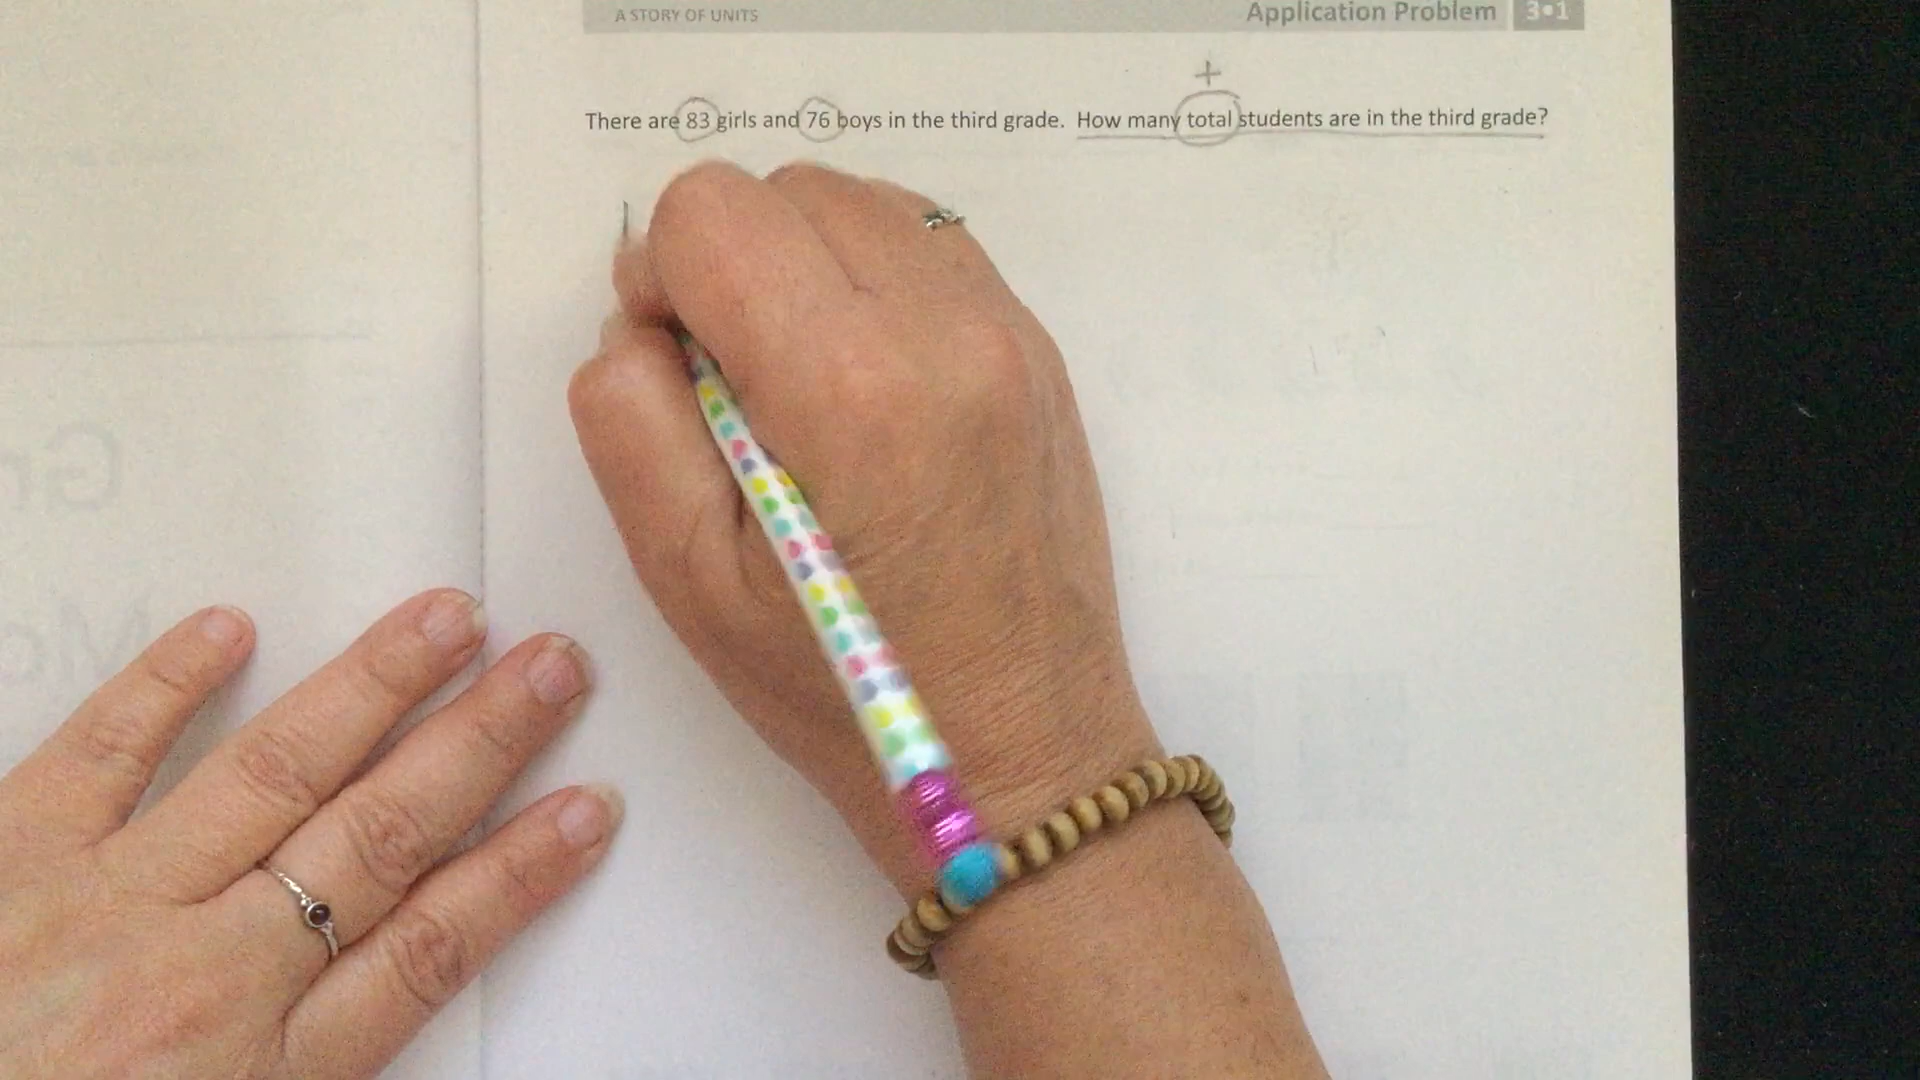 A STORY OF UNITS
Application Problem 3•1
+
There are 83 girls and 76 boys in the third grade. How many total students are in the third grade?